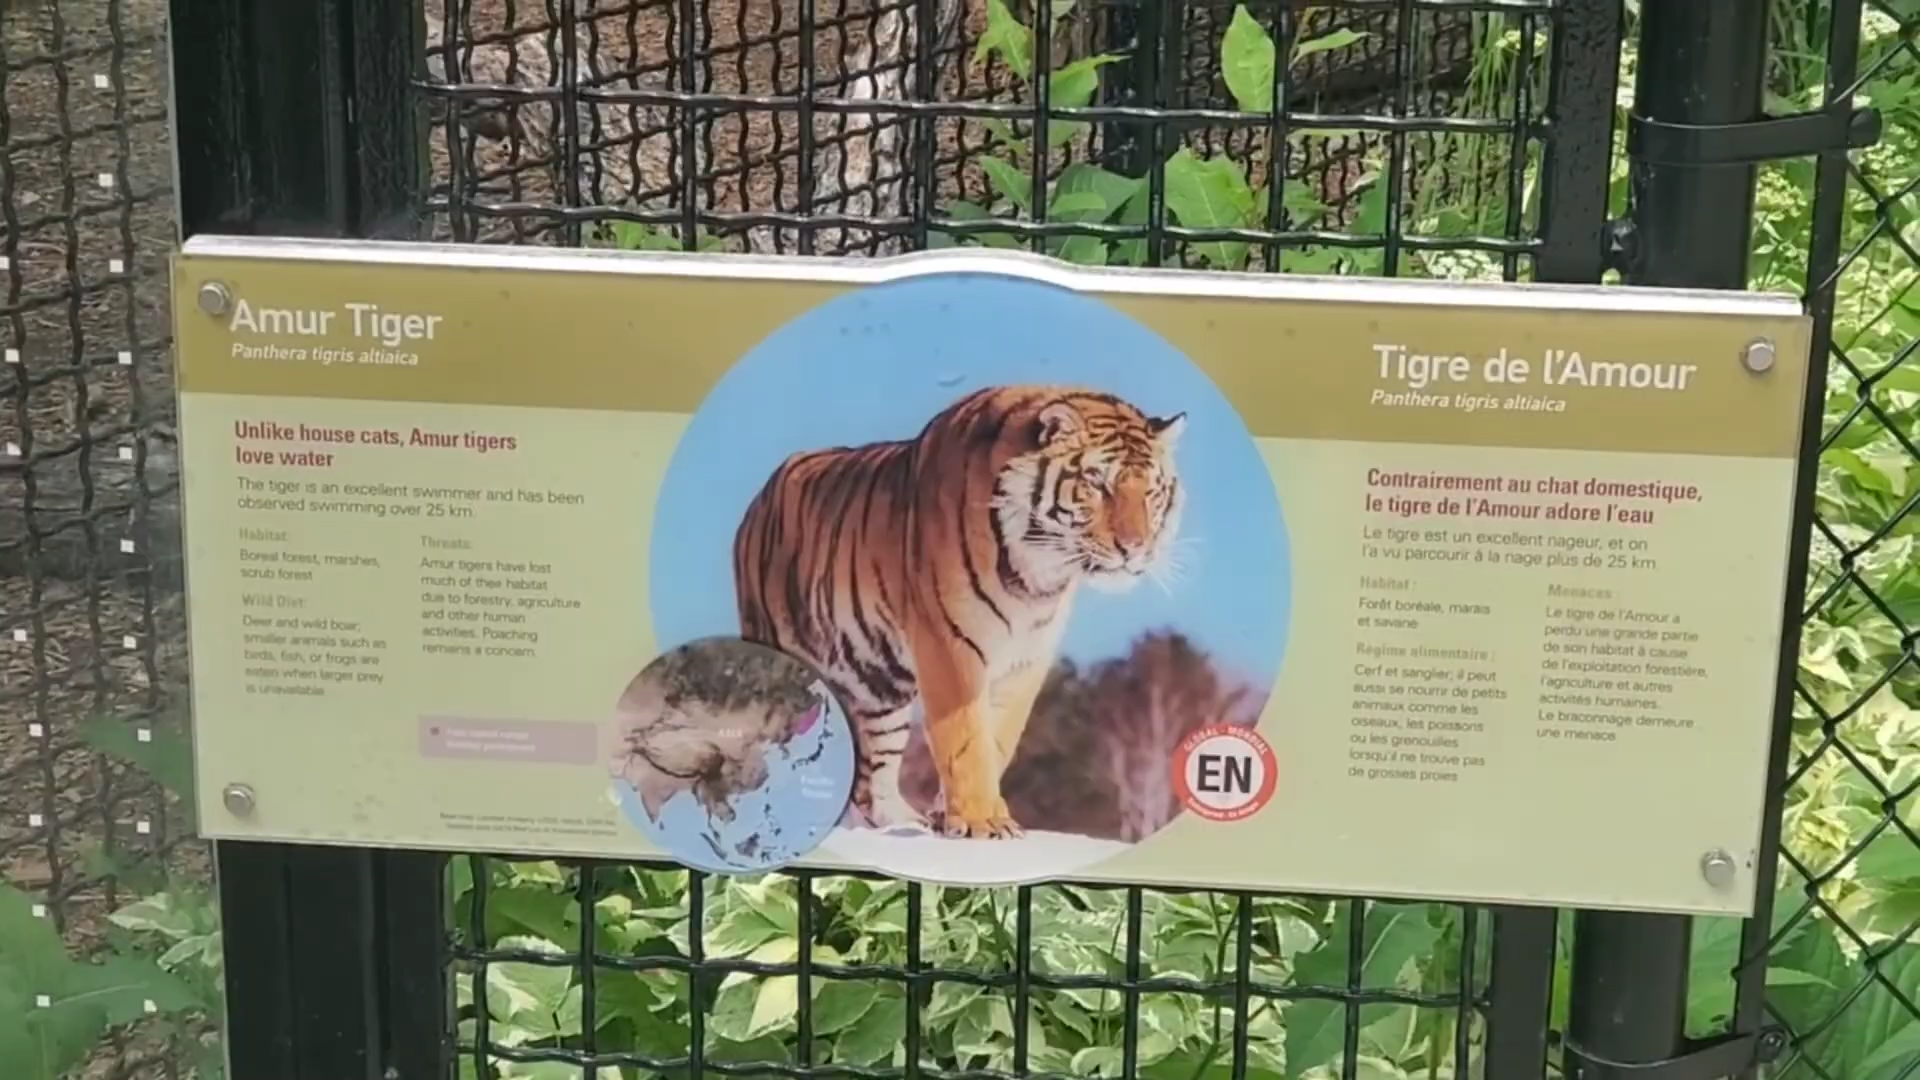 Amur Tiger
Panthera tigris altiaica
Unlike house cats, Amur tigers
love water
The tiger is an excellent swimmer and has been
observed swimming over 25 km.
Habitat:
Boreal forest, marshes,
scrub forest
Wild Diet:
Deer and wild boar;
smaller animals such as
birds, fish, or frogs are
eaten when larger prey
is unavailable
Threats:
Amur tigers have lost
much of their habitat
due to forestry, agriculture
and other human
activities. Poaching
remains a concern.
ASIA
GLOBAL - MONDIAL
EN
Tigre de l'Amour
Panthera tigris altiaica
Contrairement au chat domestique,
le tigre de l'Amour adore l'eau
Le tigre est un excellent nageur, et on
l'a vu parcourir à la nage plus de 25 km.
Habitat :
Forêt boréale, marais
et savane
Régime alimentaire :
Cerf et sanglier; il peut
aussi se nourrir de petits
animaux comme les
oiseaux, les poissons
ou les grenouilles
lorsqu'il ne trouve pas
de grosses proies
Menaces :
Le tigre de l'Amour a
perdu une grande partie
de son habitat à cause
de l'exploitation forestière,
l'agriculture et autres
activités humaines.
Le braconnage demeure
une menace